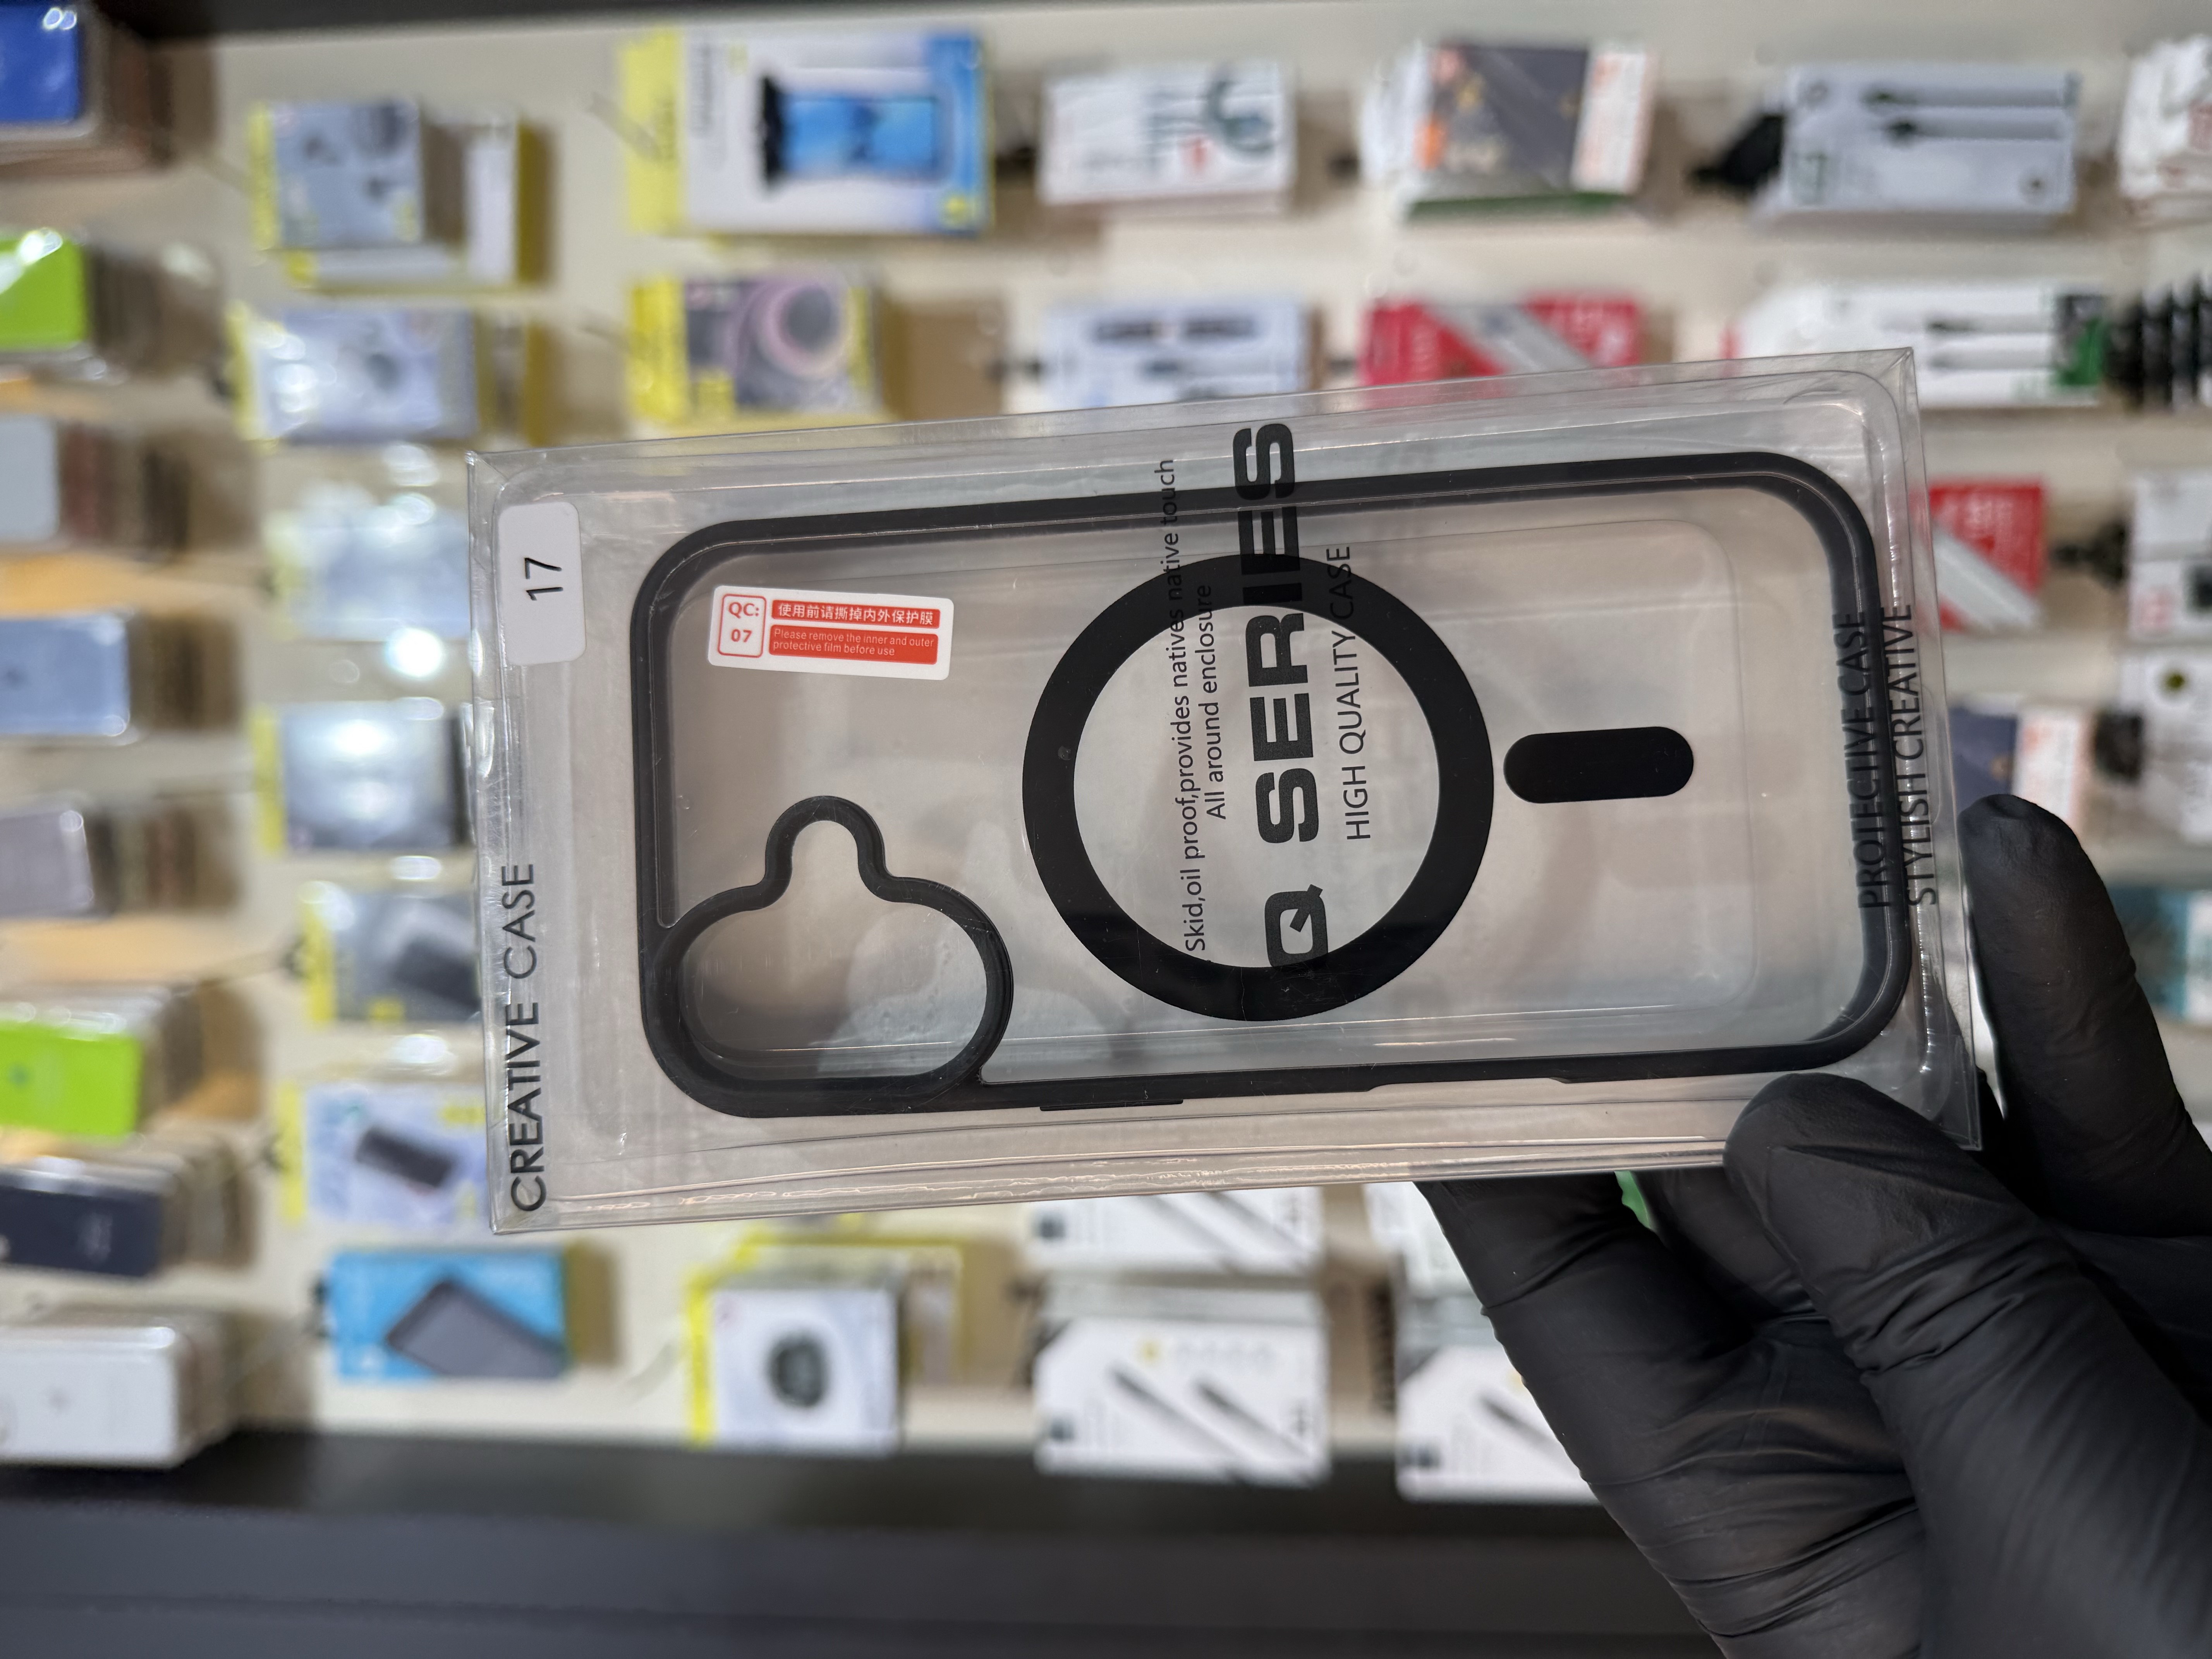 17
CREATIVE CASE
QC:
07
使用前请撕掉内外保护膜
Please remove the inner and outer
protective film before use
Skid,oil proof,provides natives native touch
All around enclosure
Q SERIES
HIGH QUALITY CASE
PROTECTIVE CASE
STYLISH CREATIVE